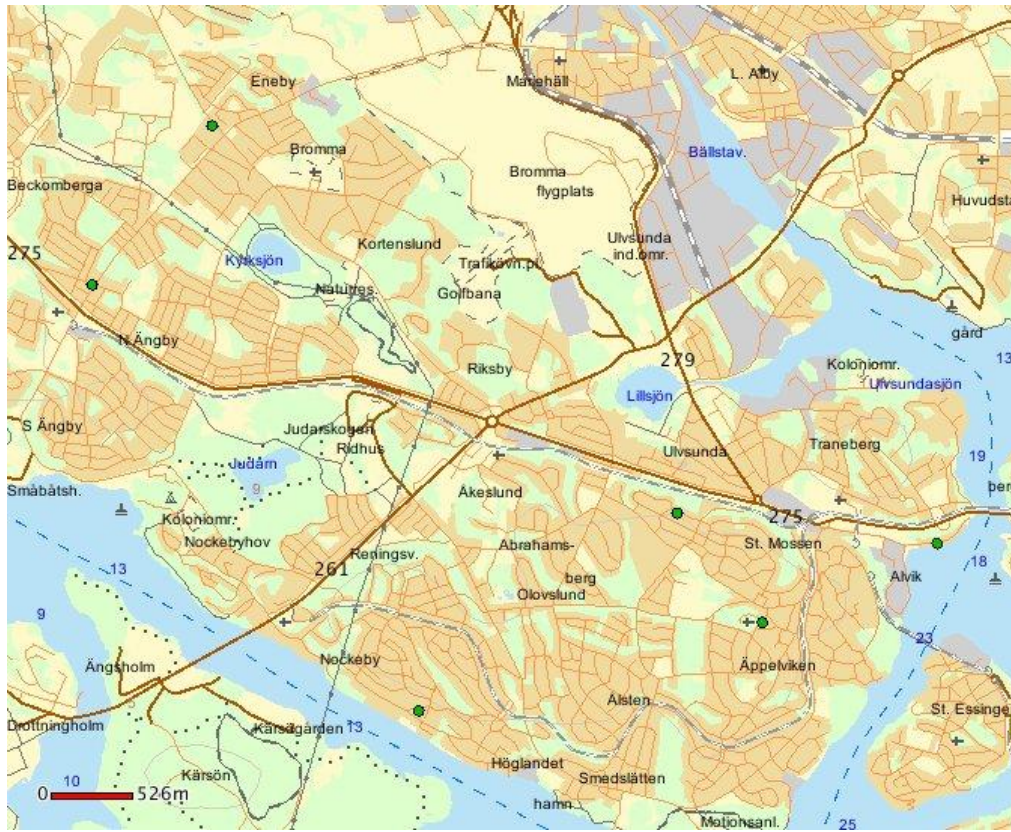 Eneby
Mariehäll
L. Alby
Bromma
Bällstav.
Bromma
flygplats
Beckomberga
Huvudsta
Kortenslund
Ulvsunda
ind.omr.
275
Kyrksjön
Trafikövn.pl.
Naturres.
Golfbana
gård
N Ängby
279
13
Riksby
Koloniomr.
Ulvsundasjön
Lillsjön
S Ängby
Judarskogen
Ridhus
Ulvsunda
Traneberg
Judarn
19
9
Småbåtsh.
Åkeslund
ber
Koloniomr.
275
Nockebyhov
Abrahams-
St. Mossen
Reningsv.
18
13
261
berg
Alvik
Olovslund
9
23
Nockeby
Ängsholm
Äppelviken
Ålsten
St. Essinge
Drottningholm
Kärsögården
13
Höglandet
Kärsön
Smedslätten
10
0
526m
hamn
Motionsanl.
25